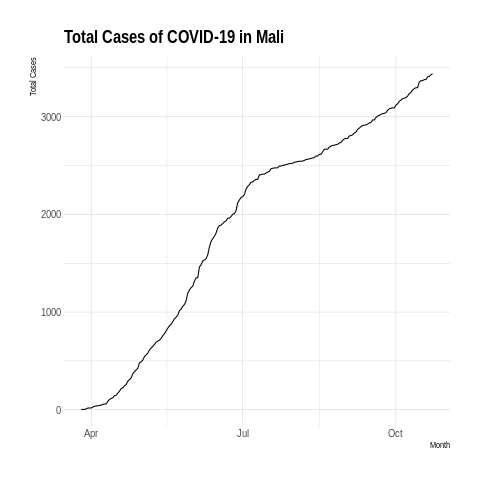 Total Cases of COVID-19 in Mali
Total Cases
3000
2000
1000
0
Apr
Jul
Oct
Month